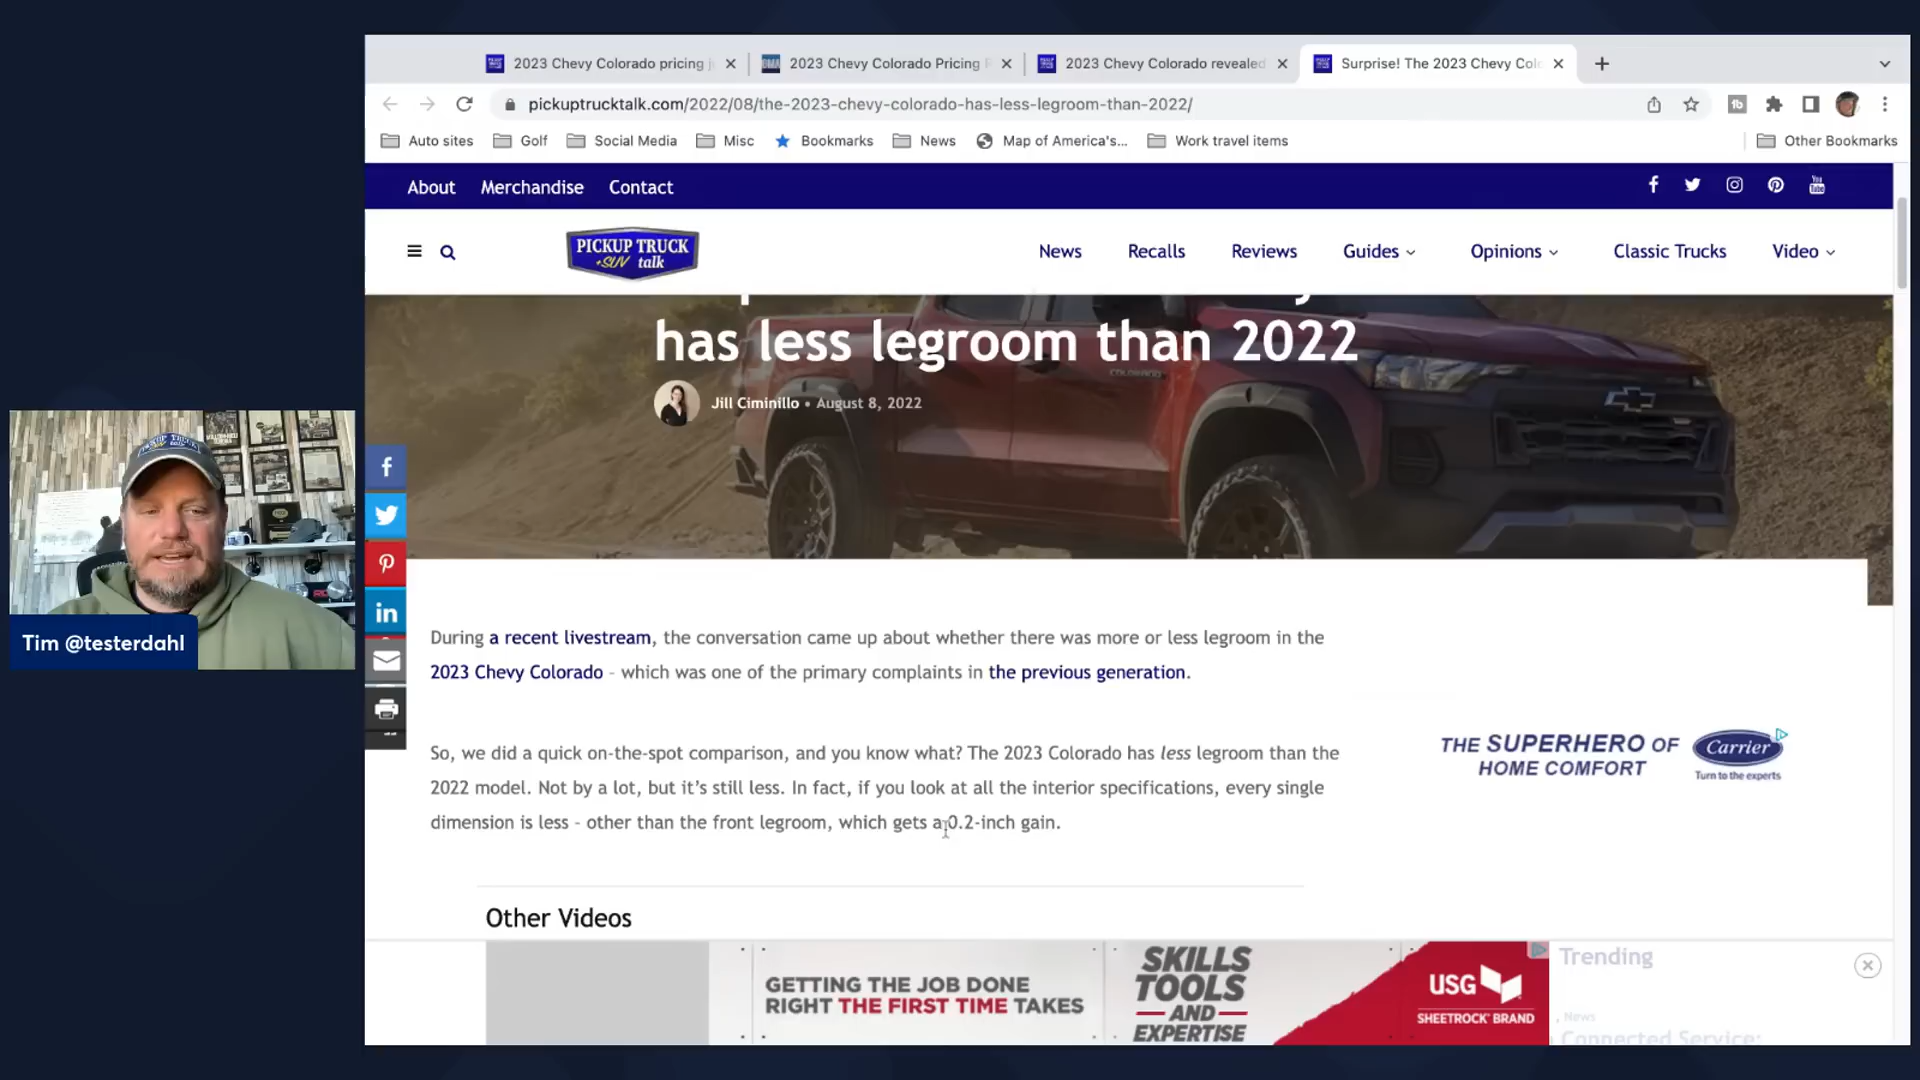 2023 Chevy Colorado pricing
2023 Chevy Colorado Pricing
2023 Chevy Colorado revealed
Surprise! The 2023 Chevy Col
pickuptrucktalk.com/2022/08/the-2023-chevy-colorado-has-less-legroom-than-2022/
Auto sites
Golf
Social Media
Misc
Bookmarks
News
Map of America's...
Work travel items
Other Bookmarks
About
Merchandise
Contact
You
Tube
PICKUP TRUCK
+SUV talk
News
Recalls
Reviews
Guides
Opinions
Classic Trucks
Video
has less legroom than 2022
COLORADO
Jill Ciminillo • August 8, 2022
PICKUP TRUCK
Tim @testerdahl
During a recent livestream, the conversation came up about whether there was more or less legroom in the
2023 Chevy Colorado - which was one of the primary complaints in the previous generation.
So, we did a quick on-the-spot comparison, and you know what? The 2023 Colorado has less legroom than the
2022 model. Not by a lot, but it's still less. In fact, if you look at all the interior specifications, every single
dimension is less - other than the front legroom, which gets a 0.2-inch gain.
THE SUPERHERO OF
HOME COMFORT
Carrier
Turn to the experts
Other Videos
GETTING THE JOB DONE
RIGHT THE FIRST TIME TAKES
SKILLS
TOOLS
AND
EXPERTISE
USG
SHEETROCK BRAND
Trending
News
Connected Service: